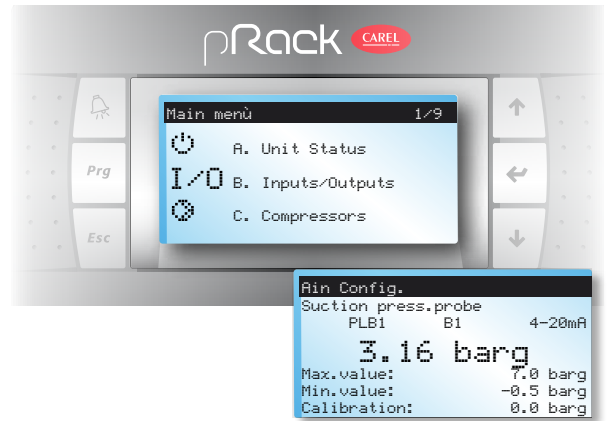 pRack CAREL
Main menù 1/9
A. Unit Status
Prg I/O B. Inputs/Outputs
C. Compressors
Esc
Ain Config.
Suction press.probe
PLB1 B1 4-20mA
3.16 barg
Max.value: 7.0 barg
Min.value: -0.5 barg
Calibration: 0.0 barg